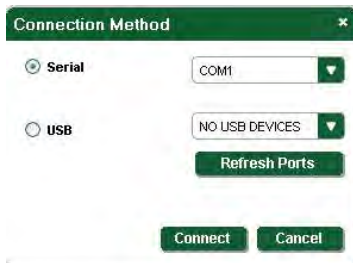 Connection Method ×
Serial COM1
USB NO USB DEVICES
Refresh Ports
Connect Cancel